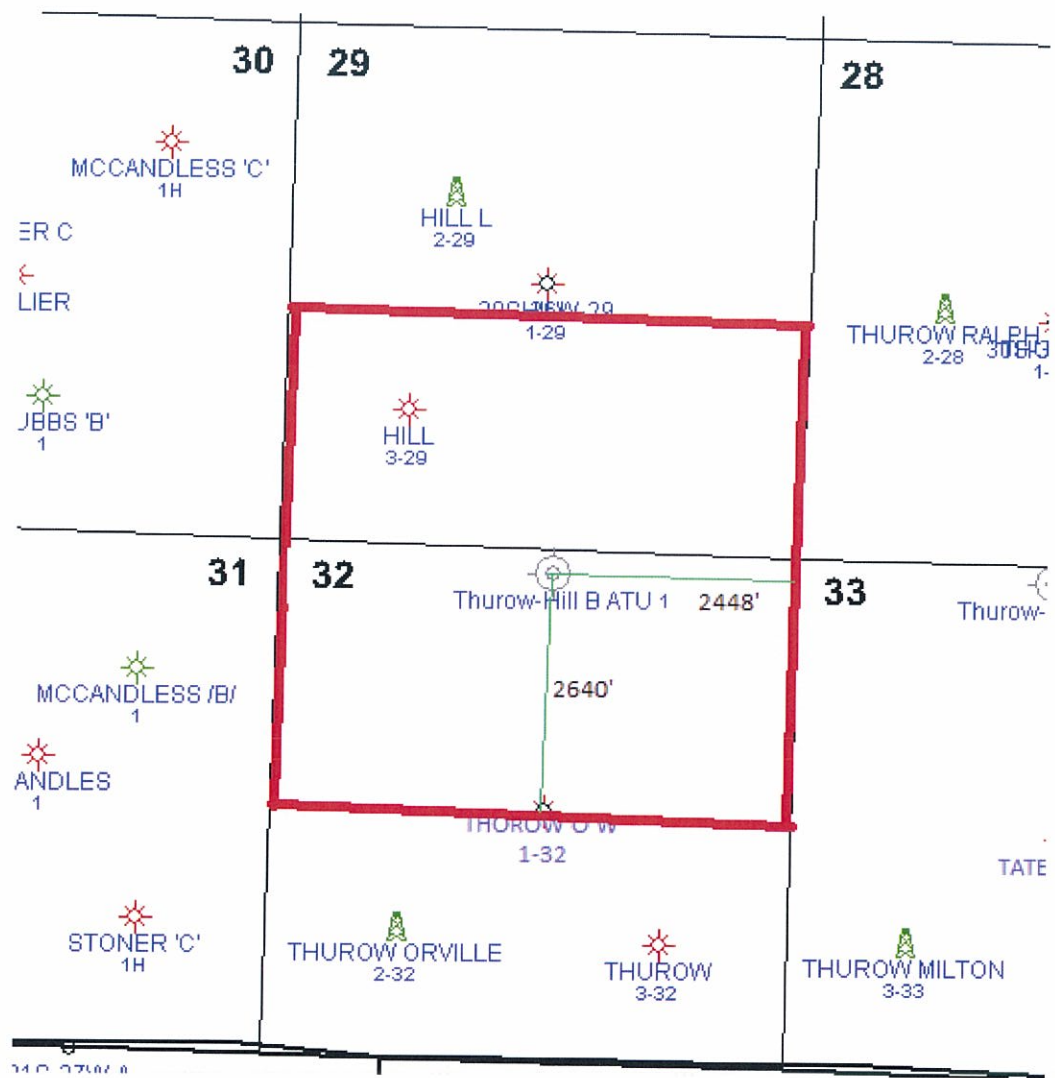 30
29
28
MCCANDLESS 'C'
1H
HILL L
2-29
ER C
LIER
1-29
THUROW RALPH
2-28
1-
JBBS 'B'
1
HILL
3-29
31
32
33
Thurow-Hill B ATU 1
2448'
Thurow-
2640'
MCCANDLESS /B/
1
ANDLES
1
THOROW O W
1-32
TATE
STONER 'C'
1H
THUROW ORVILLE
2-32
THUROW
3-32
THUROW MILTON
3-33